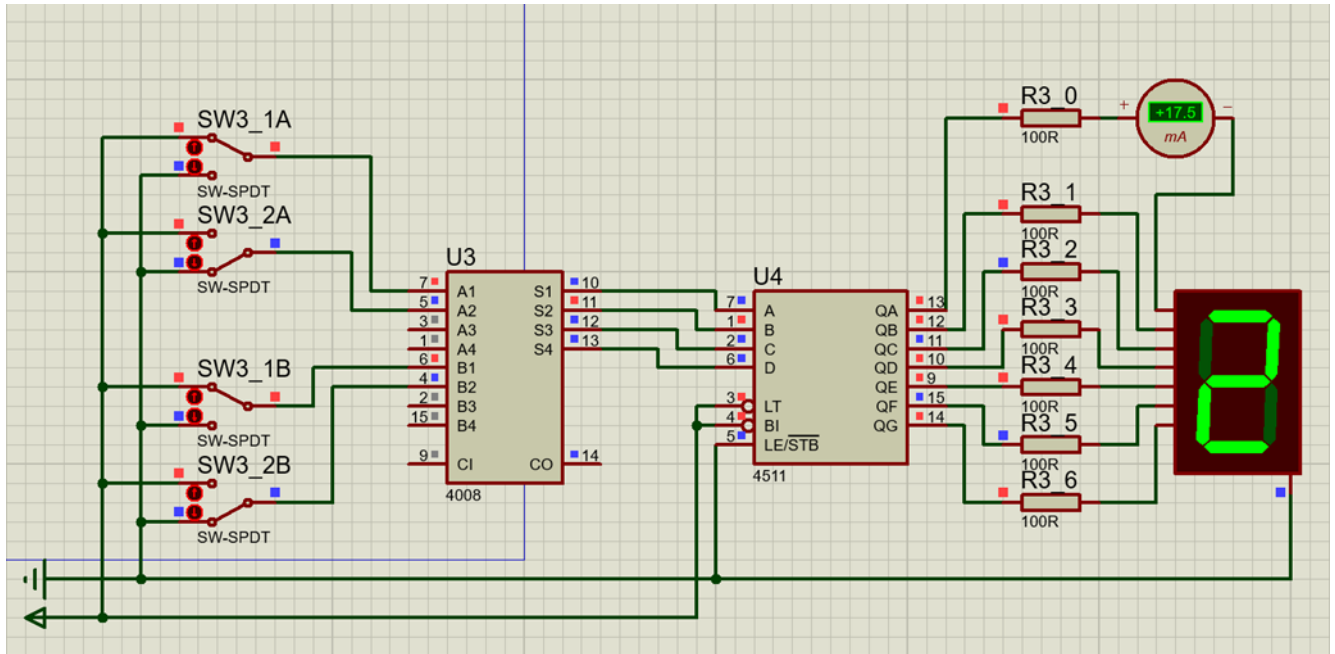 SW3_1A
SW-SPDT
SW3_2A
SW-SPDT
SW3_1B
SW-SPDT
SW3_2B
SW-SPDT
U3
7 A1 S1 10
5 A2 S2 11
3 A3 S3 12
1 A4 S4 13
6 B1
4 B2
2 B3
15 B4
9 CI CO 14
4008
U4
7 A QA 13
1 B QB 12
2 C QC 11
6 D QD 10
QE 9
3 LT QF 15
4 BI QG 14
5 LE/STB
4511
R3_0
100R
+ +17.5 −
mA
R3_1
100R
R3_2
100R
R3_3
100R
R3_4
100R
R3_5
100R
R3_6
100R
2